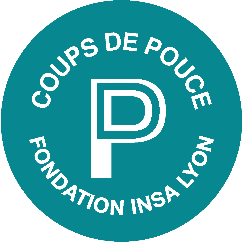 COUPS DE POUCE
P
FONDATION INSA LYON